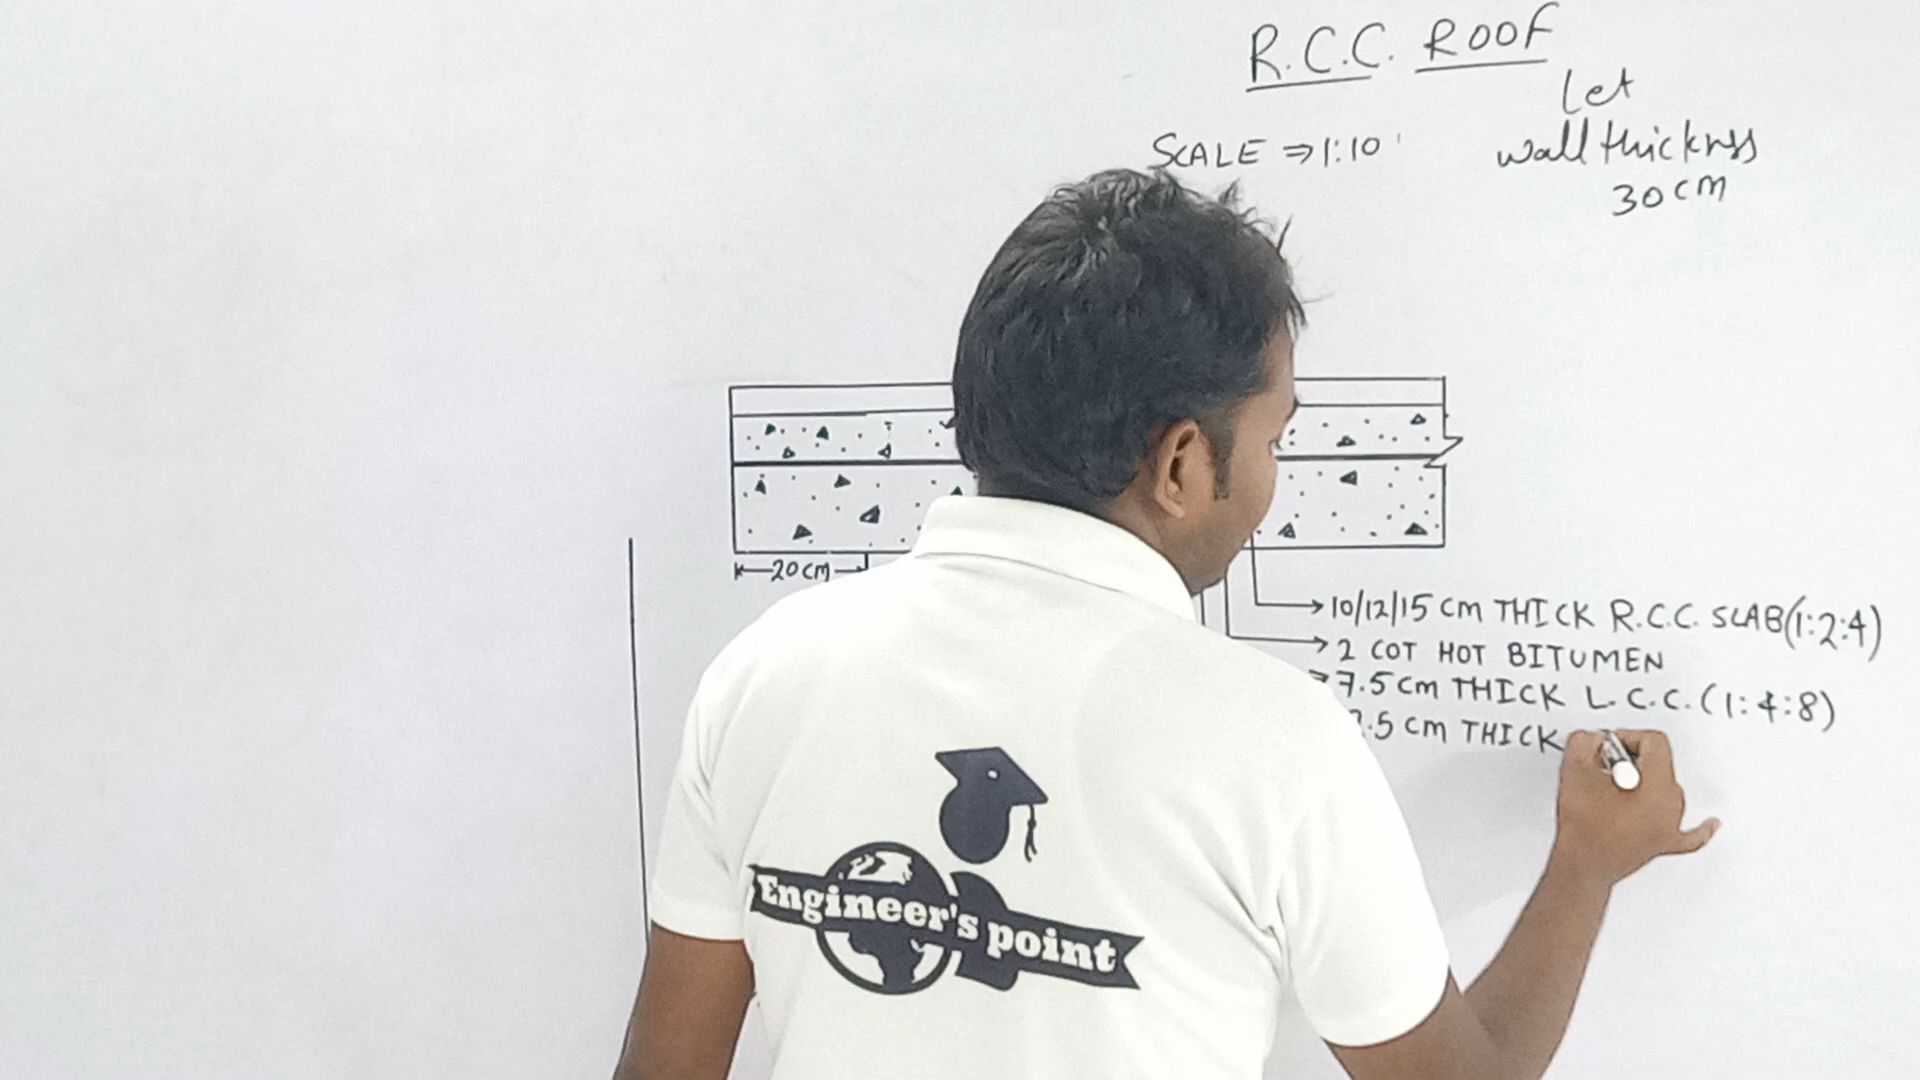 R.C.C. ROOF
Let
wall thicknss
30 cm
SCALE ⇒ 1:10
20 cm
10/12/15 cm THICK R.C.C. SLAB (1:2:4)
2 COT HOT BITUMEN
7.5 cm THICK L.C.C. (1:4:8)
.5 cm THICK
Engineer's point